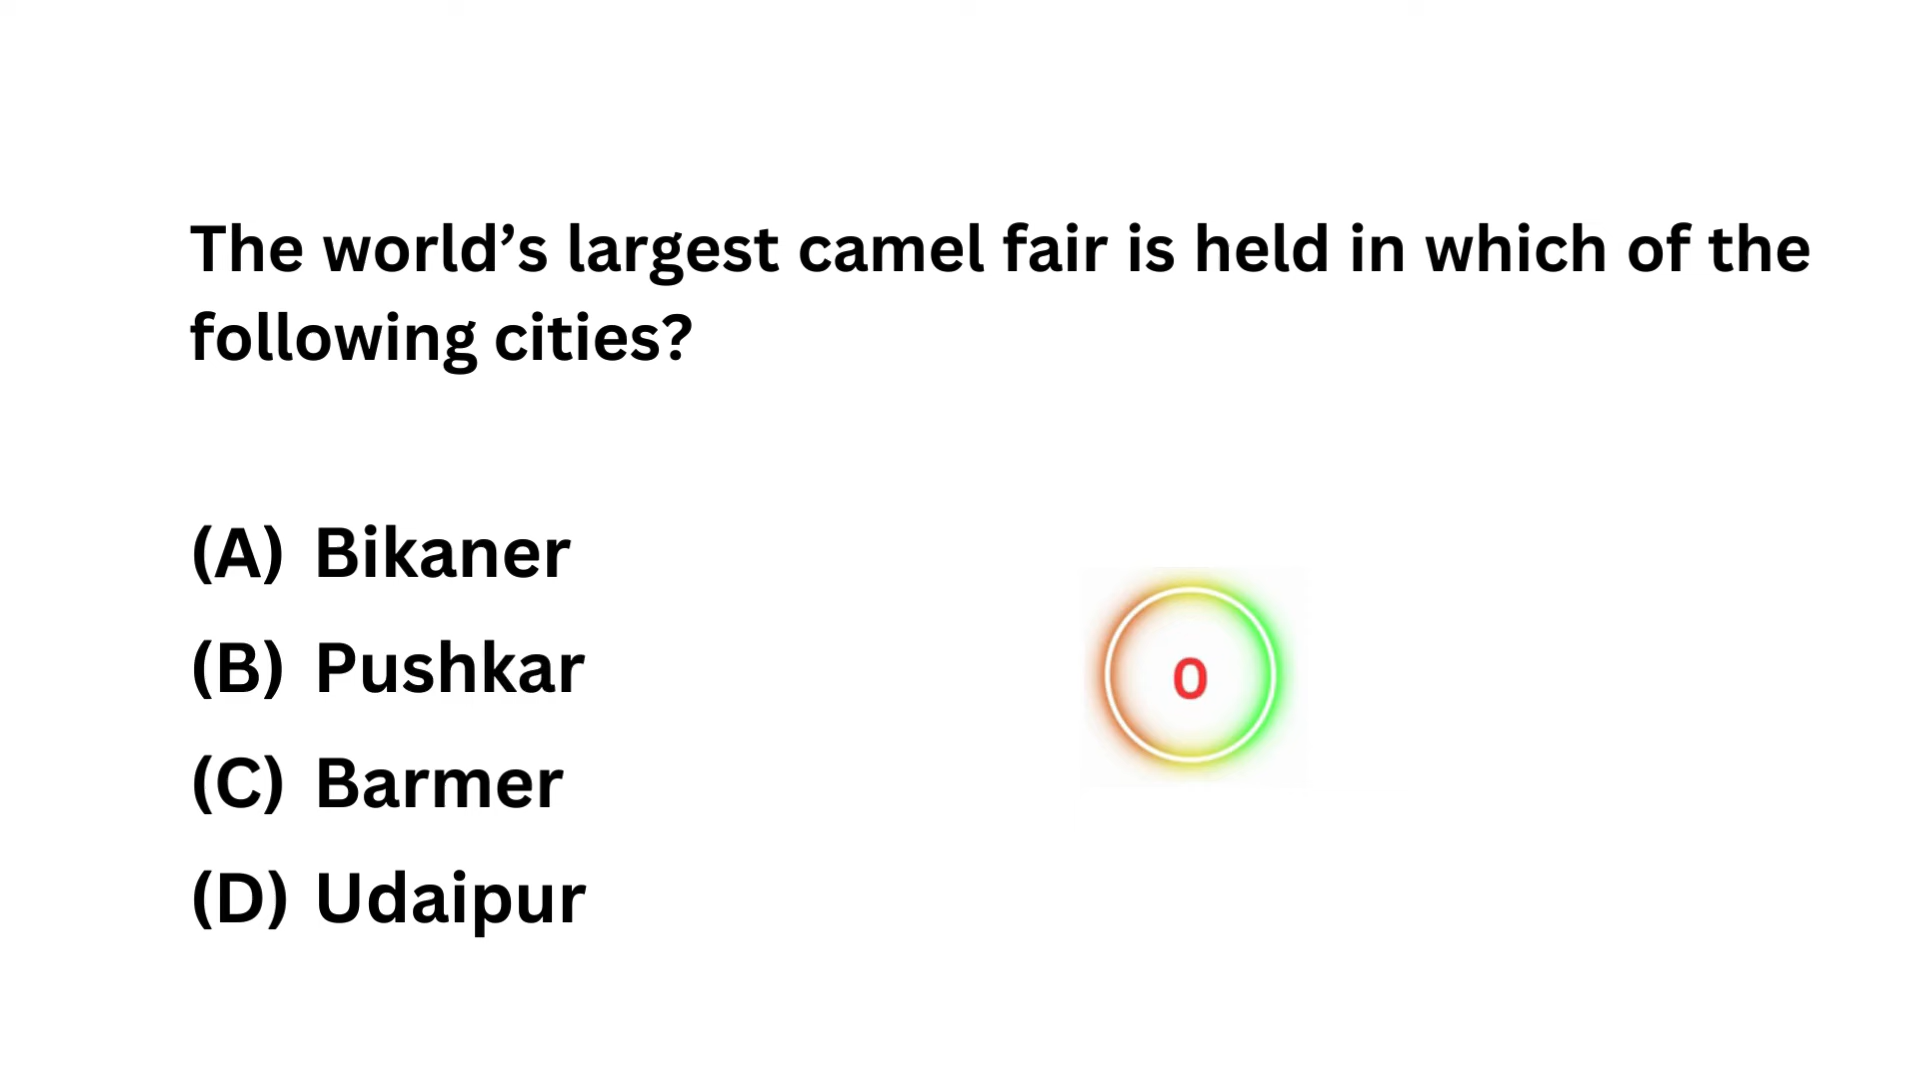 The world’s largest camel fair is held in which of the
following cities?
(A) Bikaner
(B) Pushkar
(C) Barmer
(D) Udaipur
0